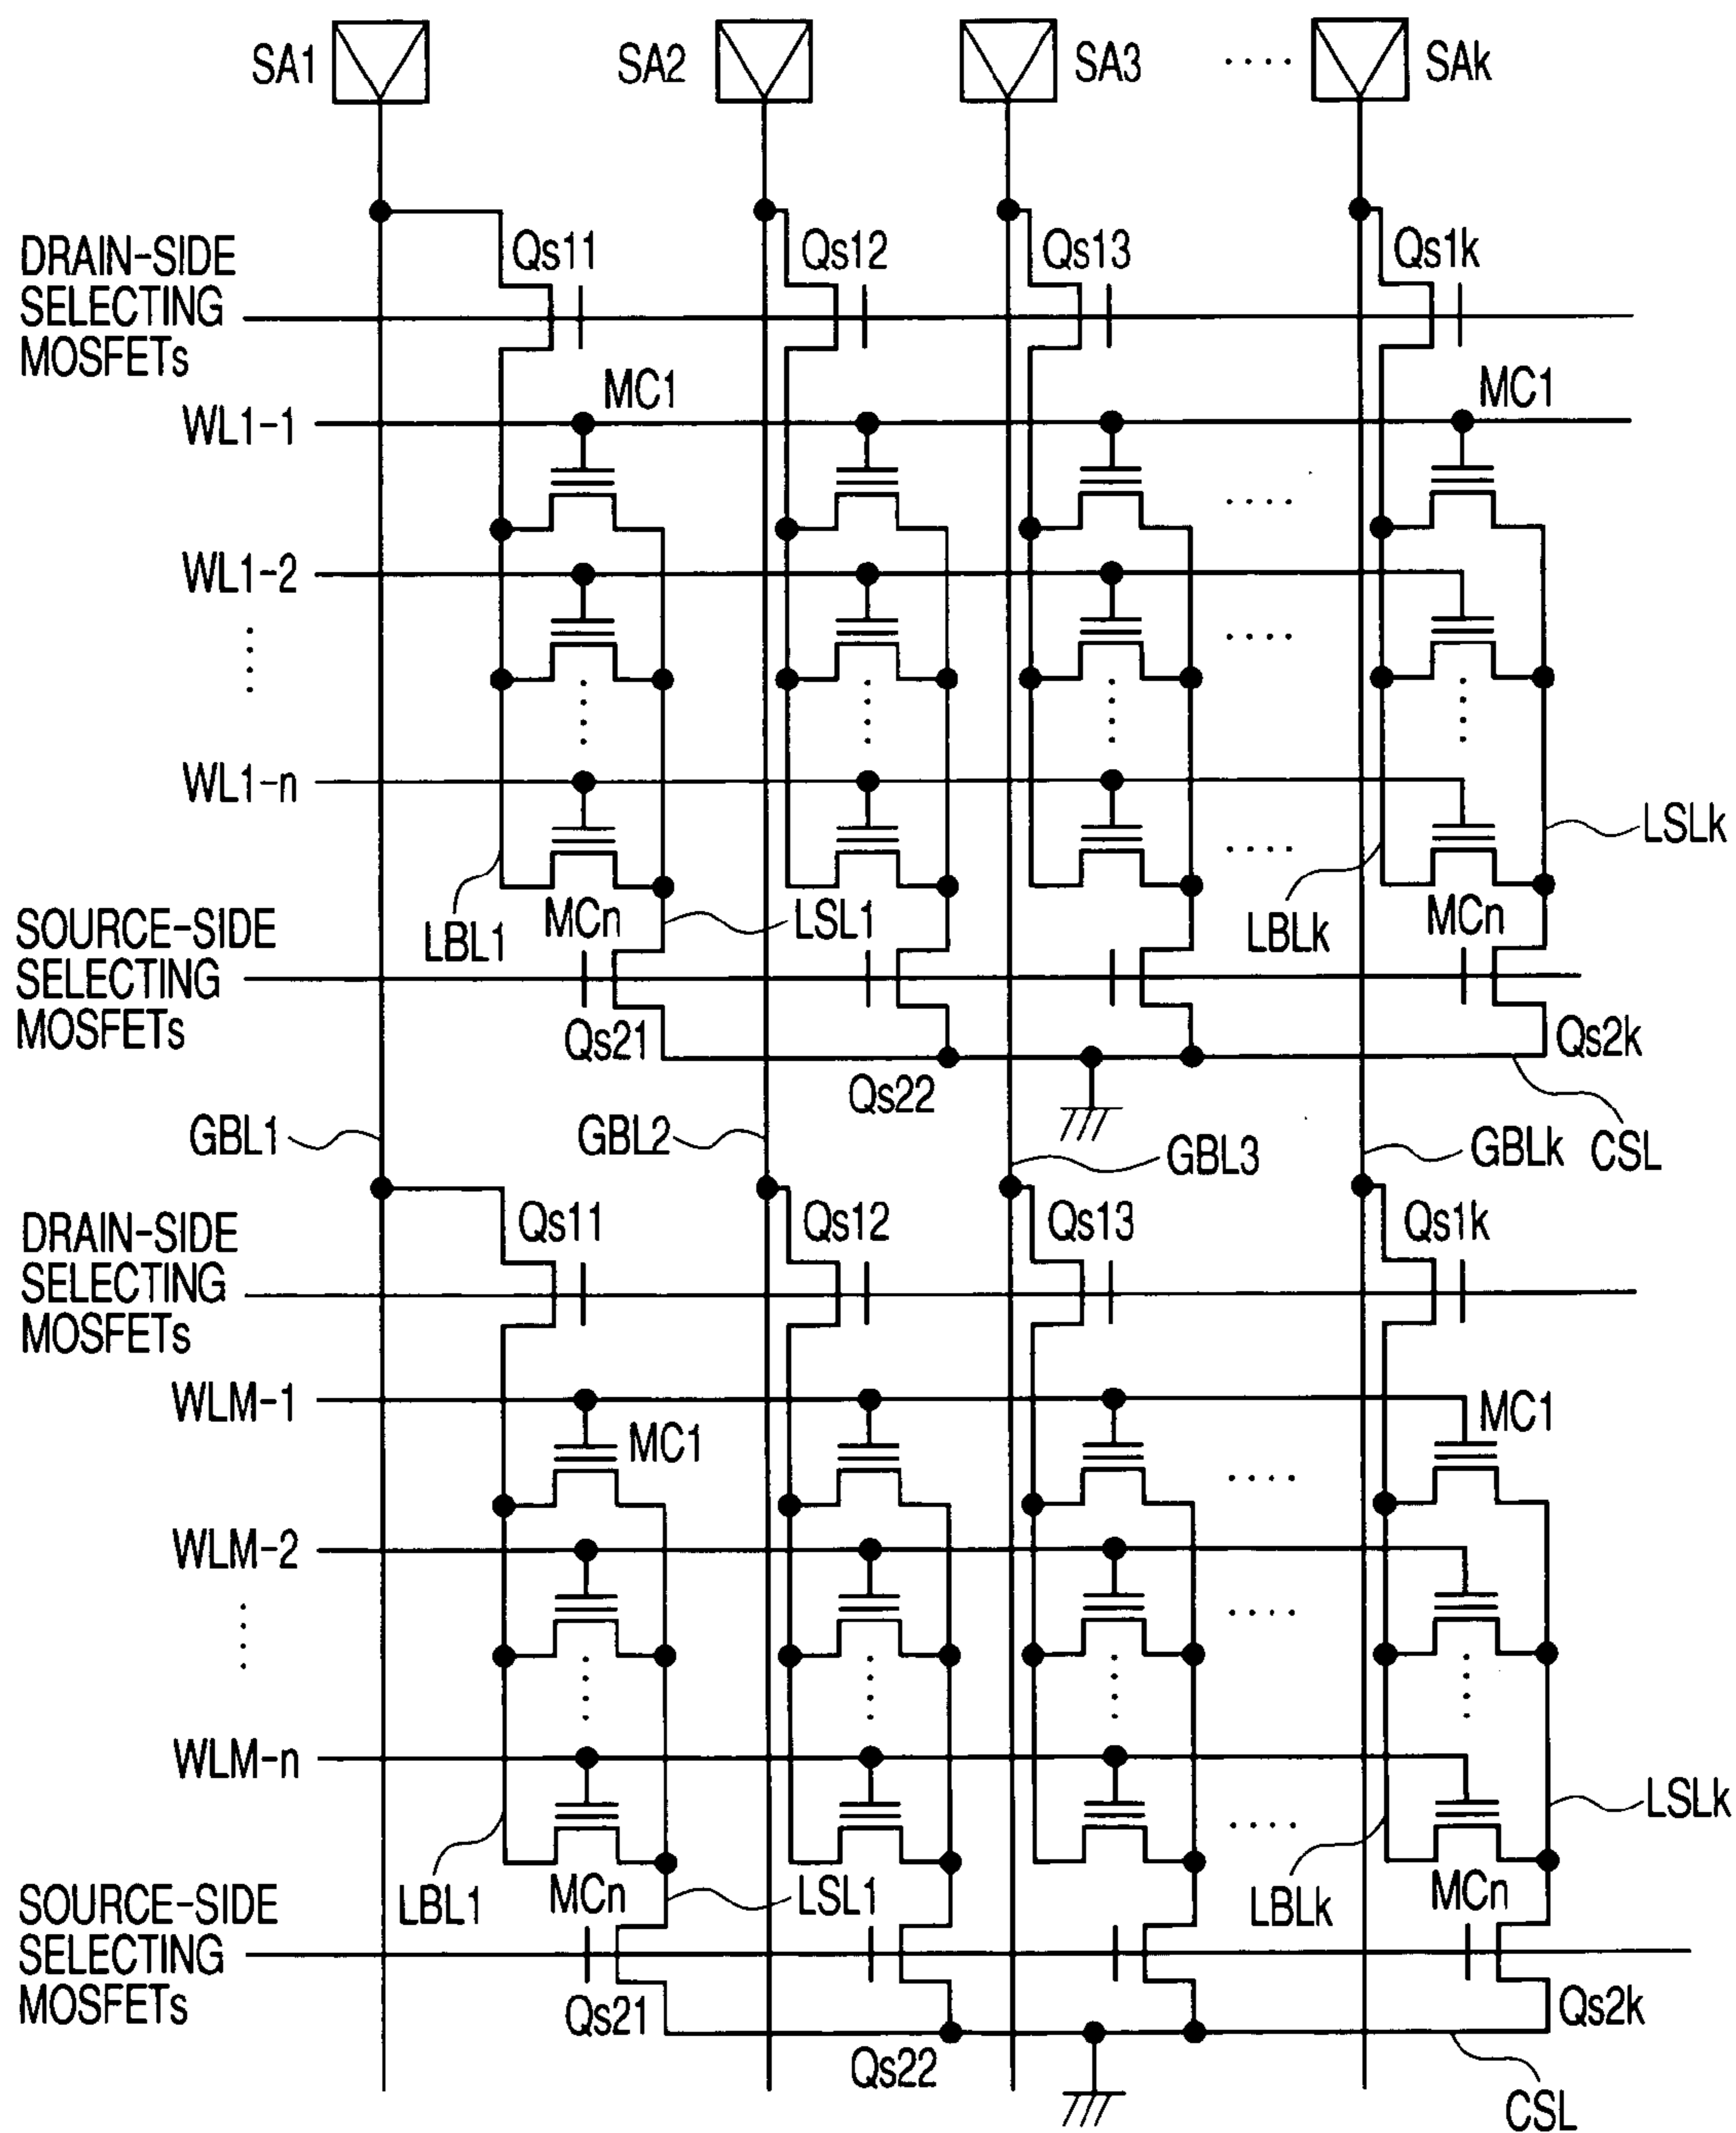 SA1 SA2 SA3 .... SAk
Qs11 Qs12 Qs13 Qs1k
DRAIN-SIDE
SELECTING
MOSFETs
MC1 MC1
WL1-1
....
WL1-2
....
WL1-n
LSLk
....
LBL1 MCn LSL1 LBLk MCn
SOURCE-SIDE
SELECTING
MOSFETs
Qs21 Qs22 Qs2k
GBL1 GBL2 GBL3 GBLk CSL
Qs11 Qs12 Qs13 Qs1k
DRAIN-SIDE
SELECTING
MOSFETs
WLM-1
MC1 MC1
....
WLM-2
....
WLM-n
LSLk
....
LBL1 MCn LSL1 LBLk MCn
SOURCE-SIDE
SELECTING
MOSFETs
Qs21 Qs22 Qs2k
CSL